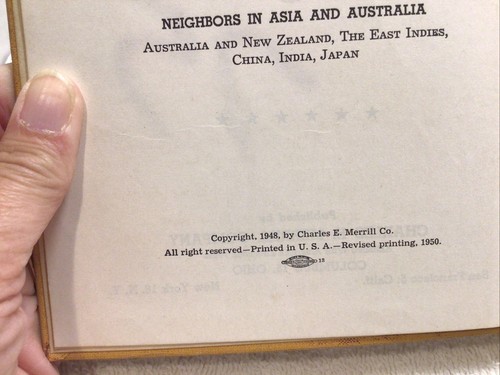 NEIGHBORS IN ASIA AND AUSTRALIA
AUSTRALIA AND NEW ZEALAND, THE EAST INDIES,
CHINA, INDIA, JAPAN
Copyright, 1948, by Charles E. Merrill Co.
All right reserved—Printed in U. S. A.—Revised printing, 1950.